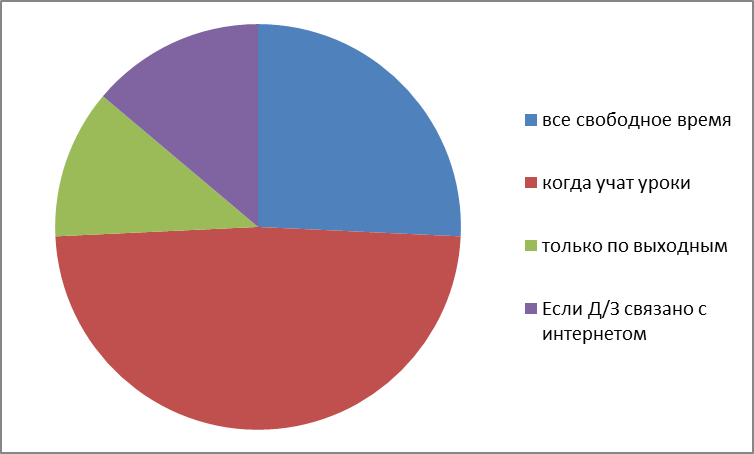 все свободное время
когда учат уроки
только по выходным
Если Д/З связано с
интернетом